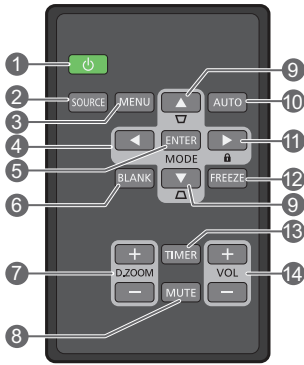 1
2 SOURCE MENU AUTO 9
3 10
4 ENTER 11
5 MODE
6 BLANK FREEZE 12
9
13
7 + D.ZOOM − TIMER + VOL − 14
8 MUTE